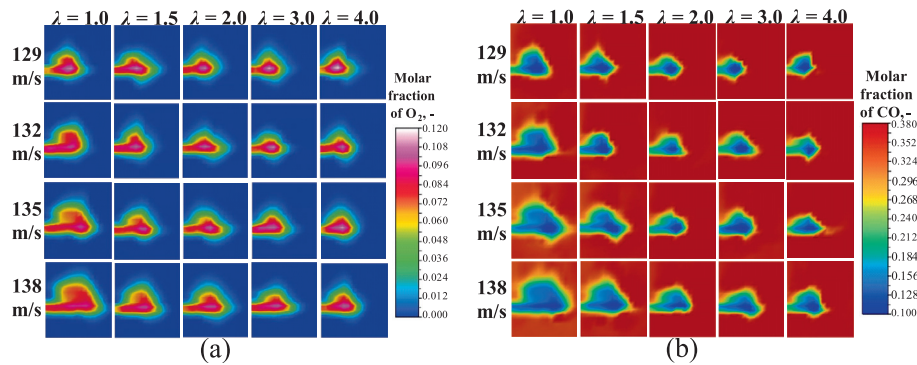 λ = 1.0 λ = 1.5 λ = 2.0 λ = 3.0 λ = 4.0
129
m/s
132
m/s
135
m/s
138
m/s
Molar
fraction
of O₂, -
0.120
0.108
0.096
0.084
0.072
0.060
0.048
0.036
0.024
0.012
0.000
(a)
λ = 1.0 λ = 1.5 λ = 2.0 λ = 3.0 λ = 4.0
129
m/s
132
m/s
135
m/s
138
m/s
Molar
fraction
of CO,-
0.380
0.352
0.324
0.296
0.268
0.240
0.212
0.184
0.156
0.128
0.100
(b)